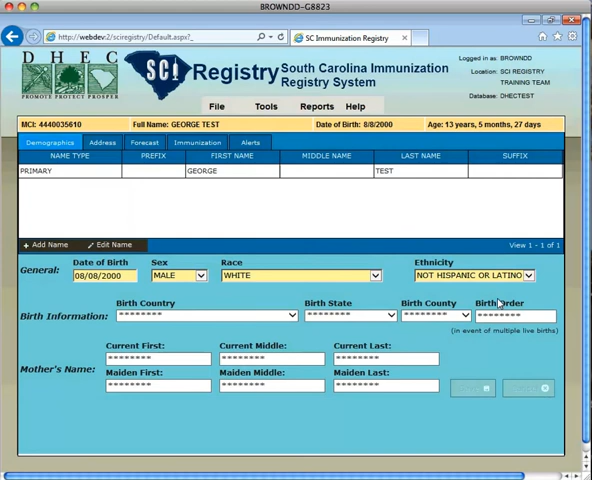 BROWNDD-G8823
http://webdev:2/sciregistry/Default.aspx?_
SC Immunization Registry
D H E C
PROMOTE PROTECT PROSPER
SCI Registry
South Carolina Immunization
Registry System
Logged in as: BROWNDD
Location: SCI REGISTRY
TRAINING TEAM
Database: DHECTEST
File Tools Reports Help
MCI: 4440035610 Full Name: GEORGE TEST Date of Birth: 8/8/2000 Age: 13 years, 5 months, 27 days
Demographics Address Forecast Immunization Alerts
NAME TYPE PREFIX FIRST NAME MIDDLE NAME LAST NAME SUFFIX
PRIMARY GEORGE TEST
+ Add Name Edit Name View 1 - 1 of 1
Date of Birth Sex Race Ethnicity
General: 08/08/2000 MALE WHITE NOT HISPANIC OR LATINO
Birth Country Birth State Birth County Birth Order
Birth Information: ******** ******** ******** ********
(in event of multiple live births)
Current First: Current Middle: Current Last:
******** ******** ********
Mother's Name:
Maiden First: Maiden Middle: Maiden Last:
******** ******** ********